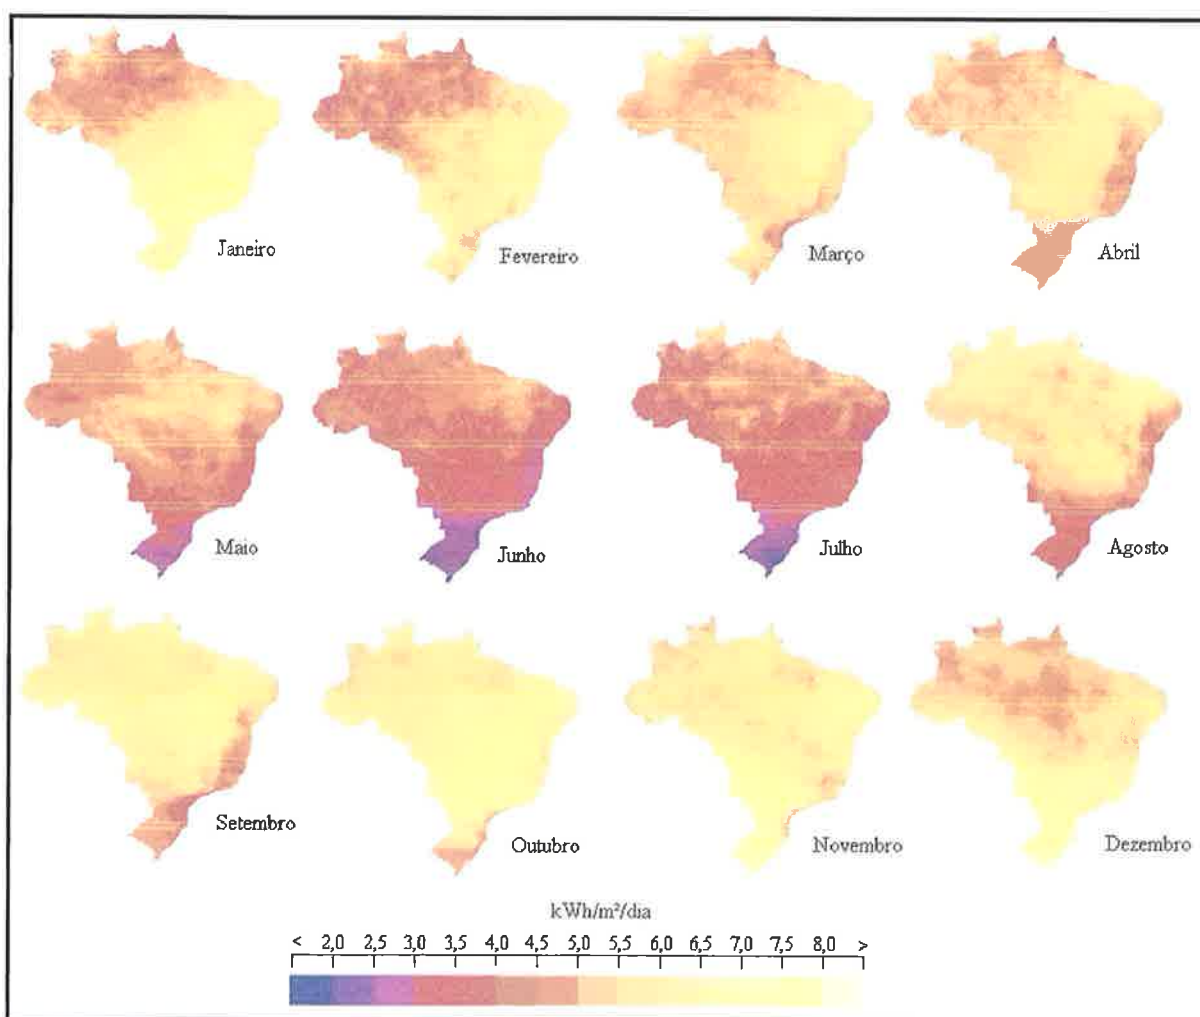 Janeiro
Fevereiro
Março
Abril
Maio
Junho
Julho
Agosto
Setembro
Outubro
Novembro
Dezembro
kWh/m²/dia
< 2,0 2,5 3,0 3,5 4,0 4,5 5,0 5,5 6,0 6,5 7,0 7,5 8,0 >